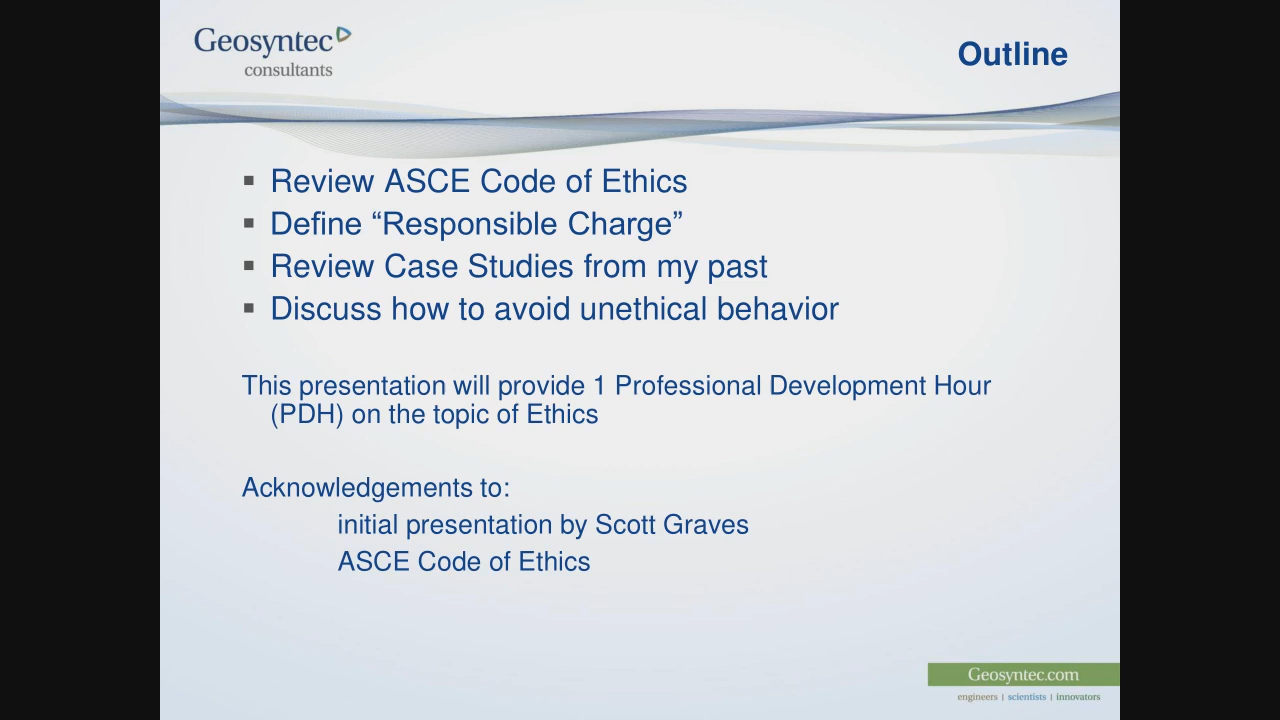 Geosyntec
consultants
Outline
▪ Review ASCE Code of Ethics
▪ Define “Responsible Charge”
▪ Review Case Studies from my past
▪ Discuss how to avoid unethical behavior
This presentation will provide 1 Professional Development Hour
(PDH) on the topic of Ethics
Acknowledgements to:
initial presentation by Scott Graves
ASCE Code of Ethics
Geosyntec.com
engineers | scientists | innovators